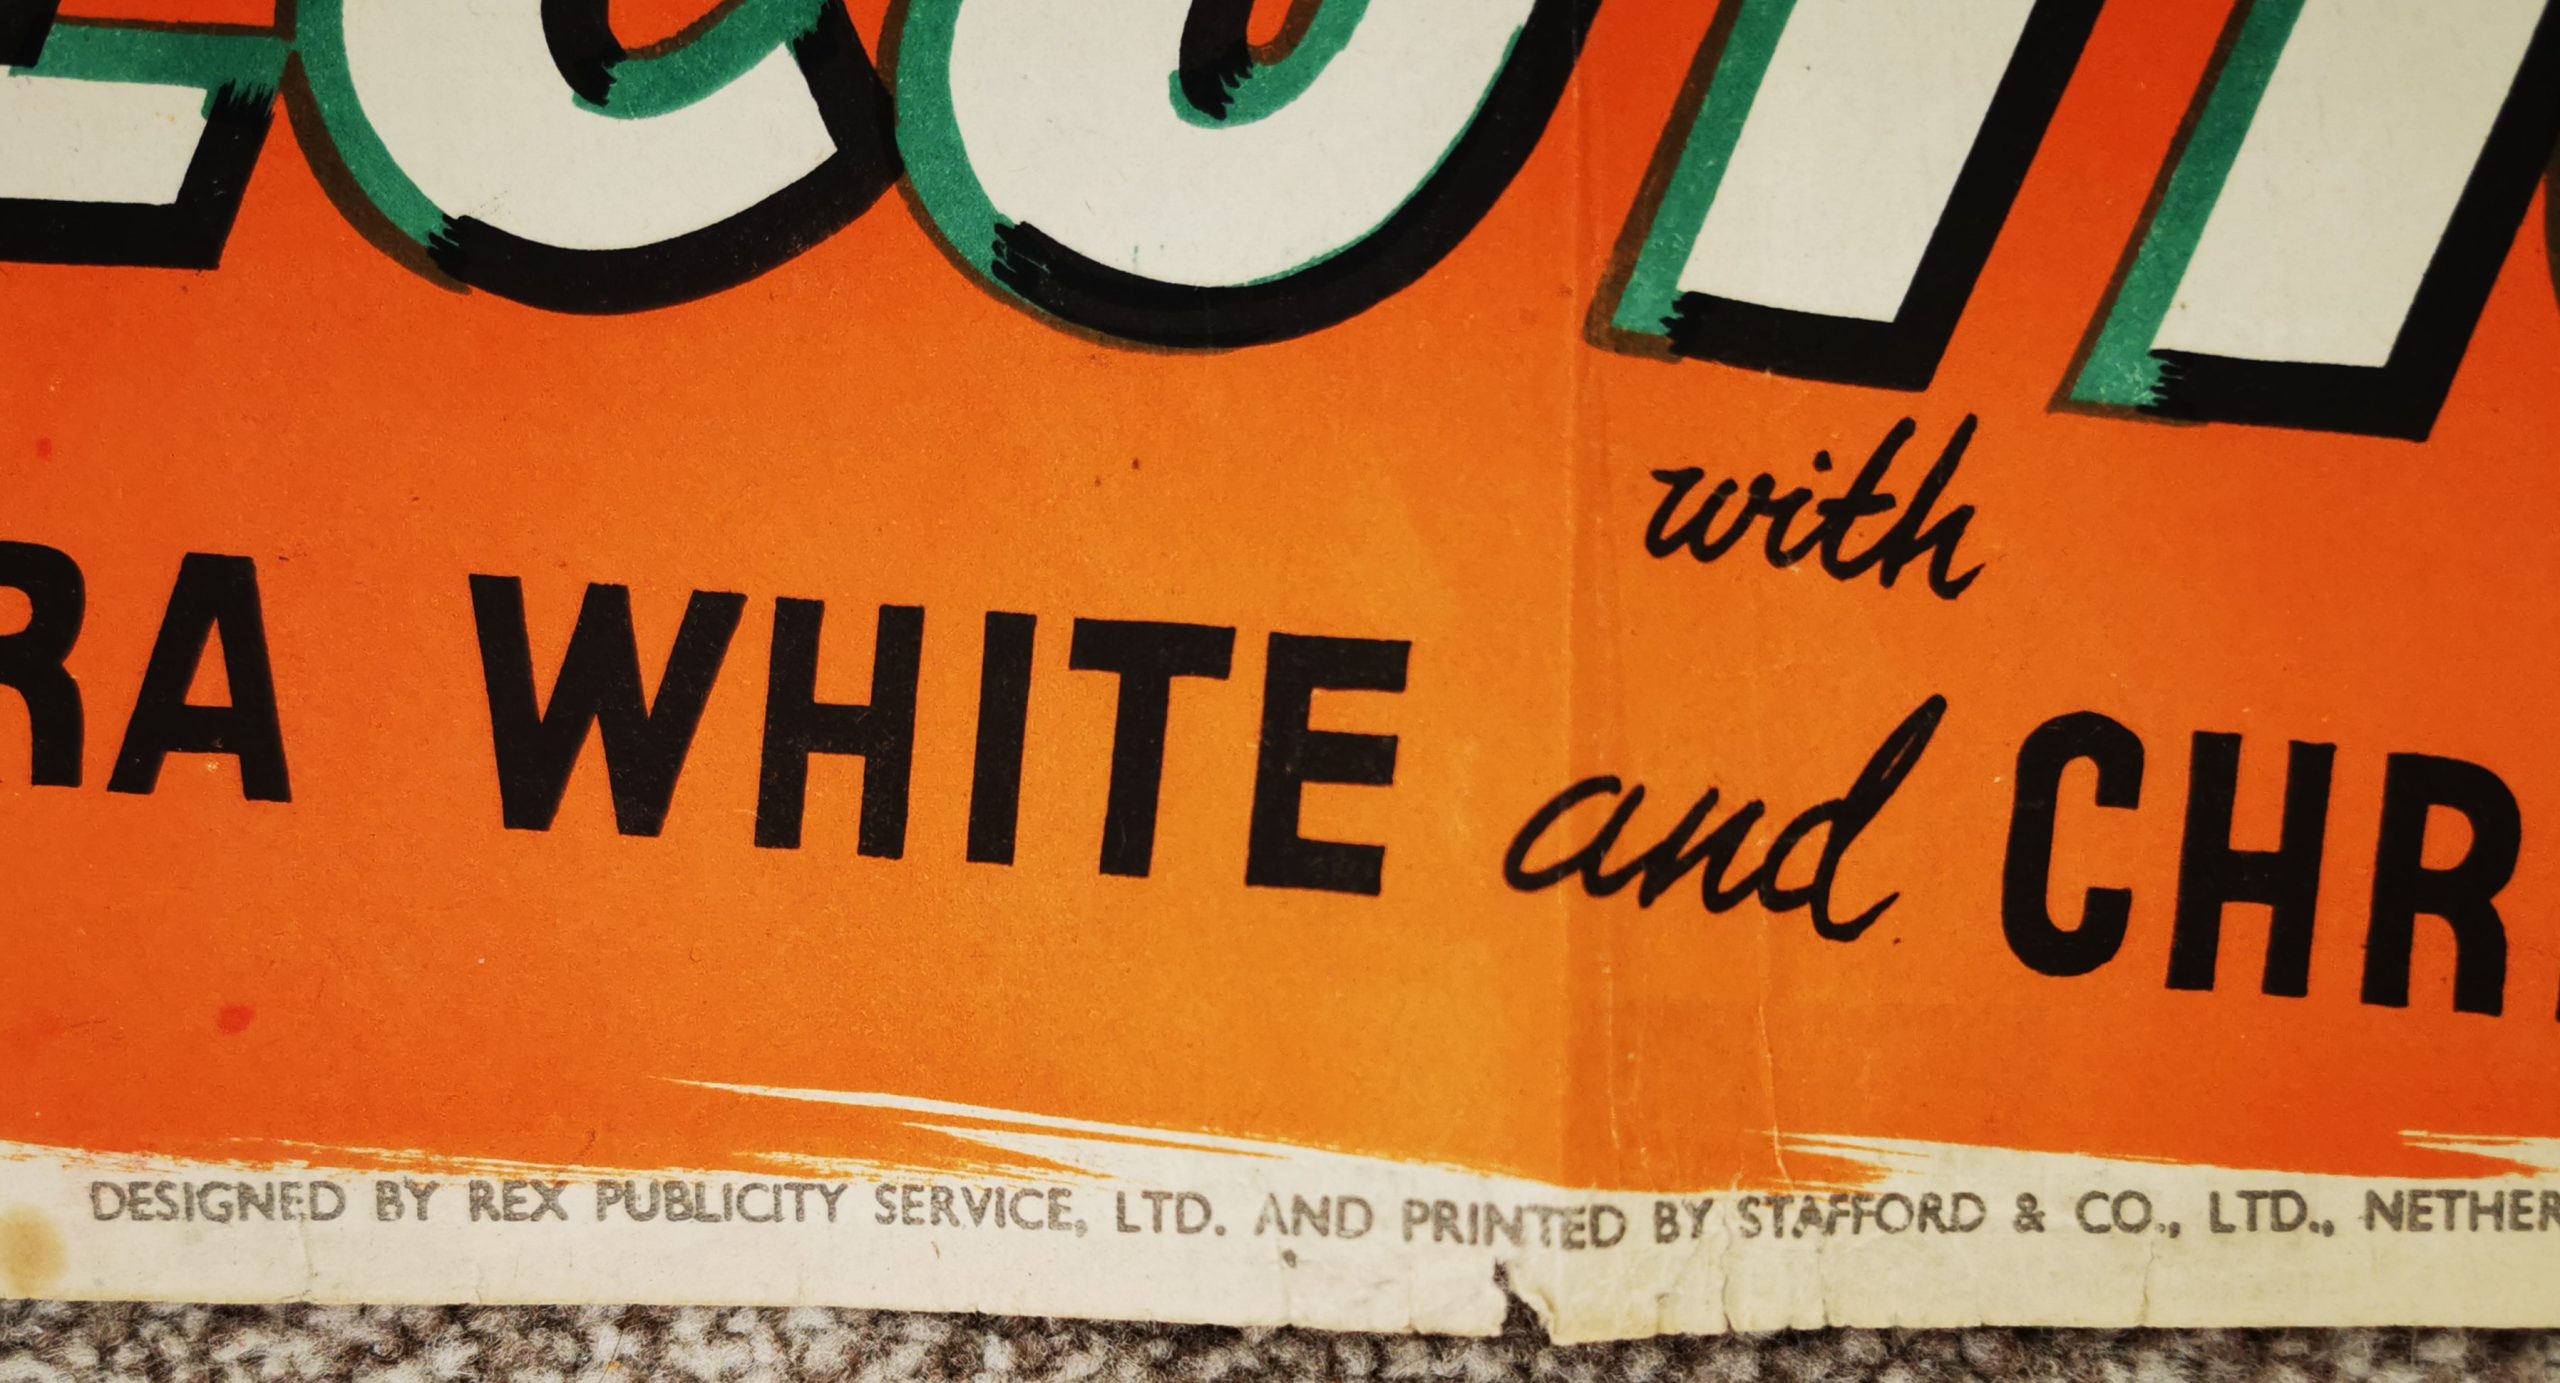 with
RA WHITE and CHR
DESIGNED BY REX PUBLICITY SERVICE, LTD. AND PRINTED BY STAFFORD & CO., LTD., NETHER